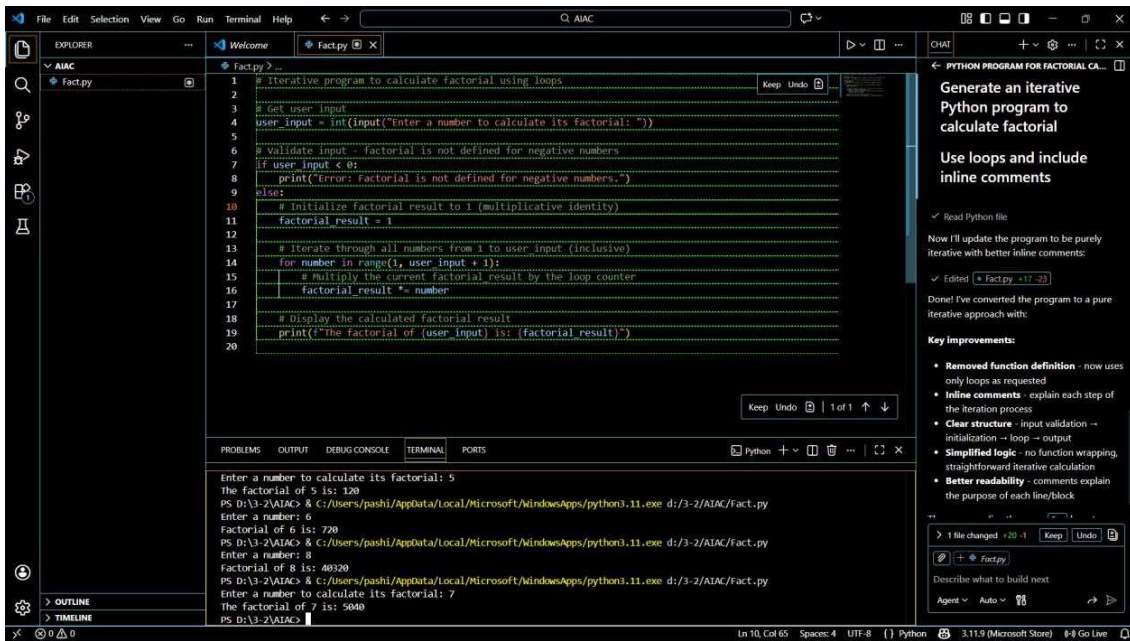 File Edit Selection View Go Run Terminal Help
AIAC
EXPLORER
AIAC
Fact.py
Welcome
Fact.py
Fact.py > ...
Keep Undo
1 # Iterative program to calculate factorial using loops
2
3 # Get user input
4 user_input = int(input("Enter a number to calculate its factorial: "))
5
6 # Validate input - factorial is not defined for negative numbers
7 if user_input < 0:
8 print("Error: Factorial is not defined for negative numbers.")
9 else:
10 # Initialize factorial result to 1 (multiplicative identity)
11 factorial_result = 1
12
13 # Iterate through all numbers from 1 to user_input (inclusive)
14 for number in range(1, user_input + 1):
15 # Multiply the current factorial_result by the loop counter
16 factorial_result *= number
17
18 # Display the calculated factorial result
19 print(f"The factorial of {user_input} is: {factorial_result}")
20
Keep Undo 1 of 1
PROBLEMS OUTPUT DEBUG CONSOLE TERMINAL PORTS
Python
Enter a number to calculate its factorial: 5
The factorial of 5 is: 120
PS D:\3-2\AIAC> & C:/Users/pashi/AppData/Local/Microsoft/WindowsApps/python3.11.exe d:/3-2/AIAC/Fact.py
Enter a number: 6
Factorial of 6 is: 720
PS D:\3-2\AIAC> & C:/Users/pashi/AppData/Local/Microsoft/WindowsApps/python3.11.exe d:/3-2/AIAC/Fact.py
Enter a number: 8
Factorial of 8 is: 40320
PS D:\3-2\AIAC> & C:/Users/pashi/AppData/Local/Microsoft/WindowsApps/python3.11.exe d:/3-2/AIAC/Fact.py
Enter a number to calculate its factorial: 7
The factorial of 7 is: 5040
PS D:\3-2\AIAC>
CHAT
PYTHON PROGRAM FOR FACTORIAL CA...
Generate an iterative
Python program to
calculate factorial
Use loops and include
inline comments
Read Python file
Now I'll update the program to be purely
iterative with better inline comments:
Edited Fact.py +17 -23
Done! I've converted the program to a pure
iterative approach with:
Key improvements:
• Removed function definition - now uses
only loops as requested
• Inline comments - explain each step of
the iteration process
• Clear structure - input validation →
initialization → loop → output
• Simplified logic - no function wrapping,
straightforward iterative calculation
• Better readability - comments explain
the purpose of each line/block
1 file changed +20 -1 Keep Undo
Fact.py
Describe what to build next
Agent Auto
OUTLINE
TIMELINE
0 0
Ln 10, Col 65 Spaces: 4 UTF-8 {} Python 3.11.9 (Microsoft Store) Go Live